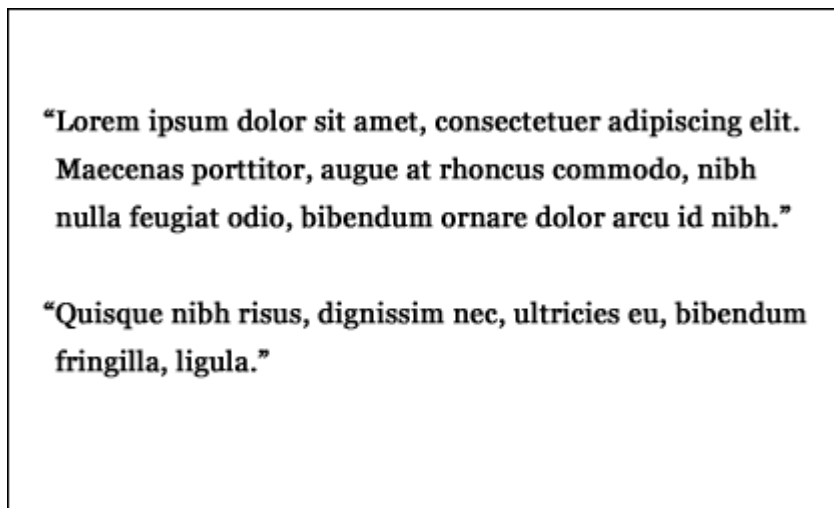 “Lorem ipsum dolor sit amet, consectetuer adipiscing elit.
Maecenas porttitor, augue at rhoncus commodo, nibh
nulla feugiat odio, bibendum ornare dolor arcu id nibh.”
“Quisque nibh risus, dignissim nec, ultricies eu, bibendum
fringilla, ligula.”